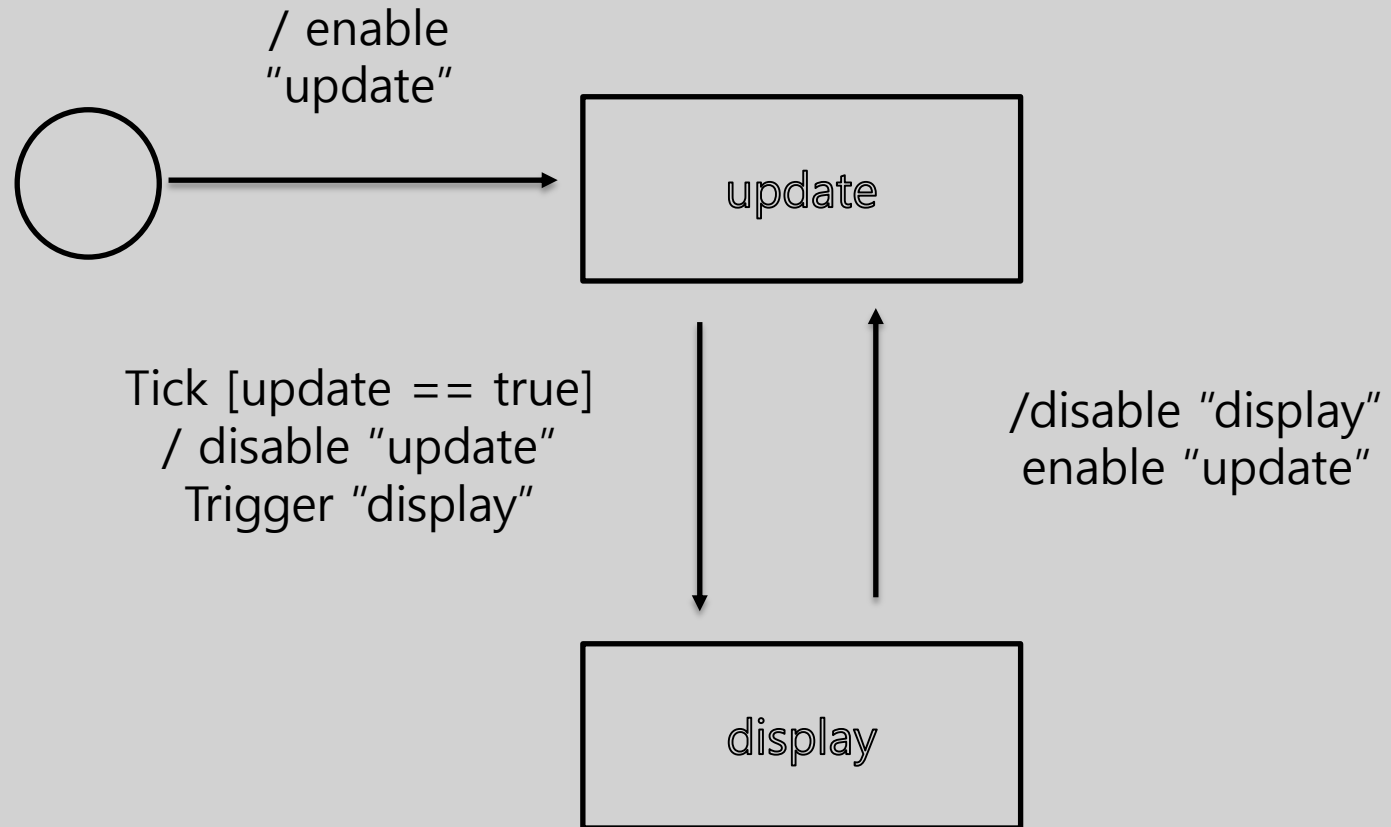 / enable
"update"
update
Tick [update == true]
/ disable "update"
Trigger "display"
/disable "display"
enable "update"
display